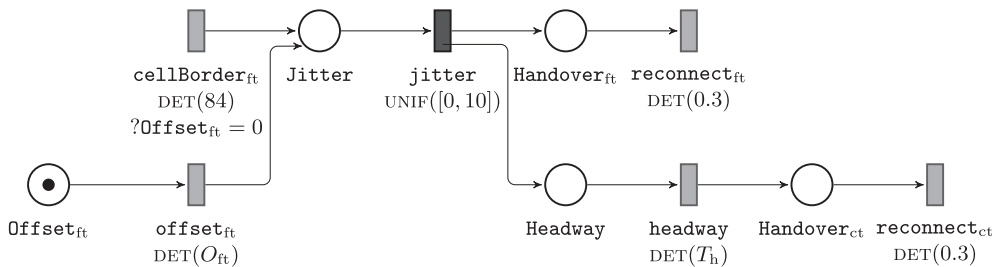 cellBorder_ft Jitter jitter Handover_ft reconnect_ft
DET(84) UNIF([0, 10]) DET(0.3)
?Offset_ft = 0
Offset_ft offset_ft Headway headway Handover_ct reconnect_ct
DET(O_ft) DET(T_h) DET(0.3)